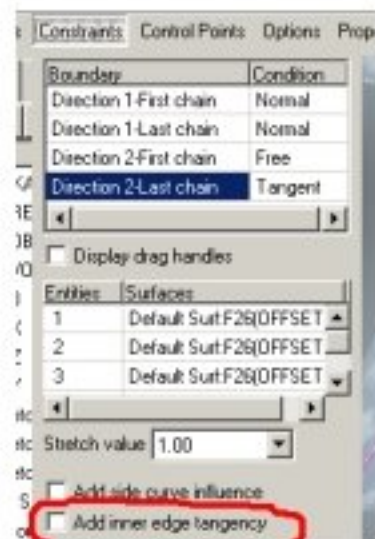 Constraints Control Points Options Prop
Boundary Condition
Direction 1-First chain Normal
Direction 1-Last chain Normal
Direction 2-First chain Free
Direction 2-Last chain Tangent
Display drag handles
Entities Surfaces
1 Default Surf:F26(OFFSET
2 Default Surf:F26(OFFSET
3 Default Surf:F26(OFFSET
Stretch value 1.00
Add side curve influence
Add inner edge tangency